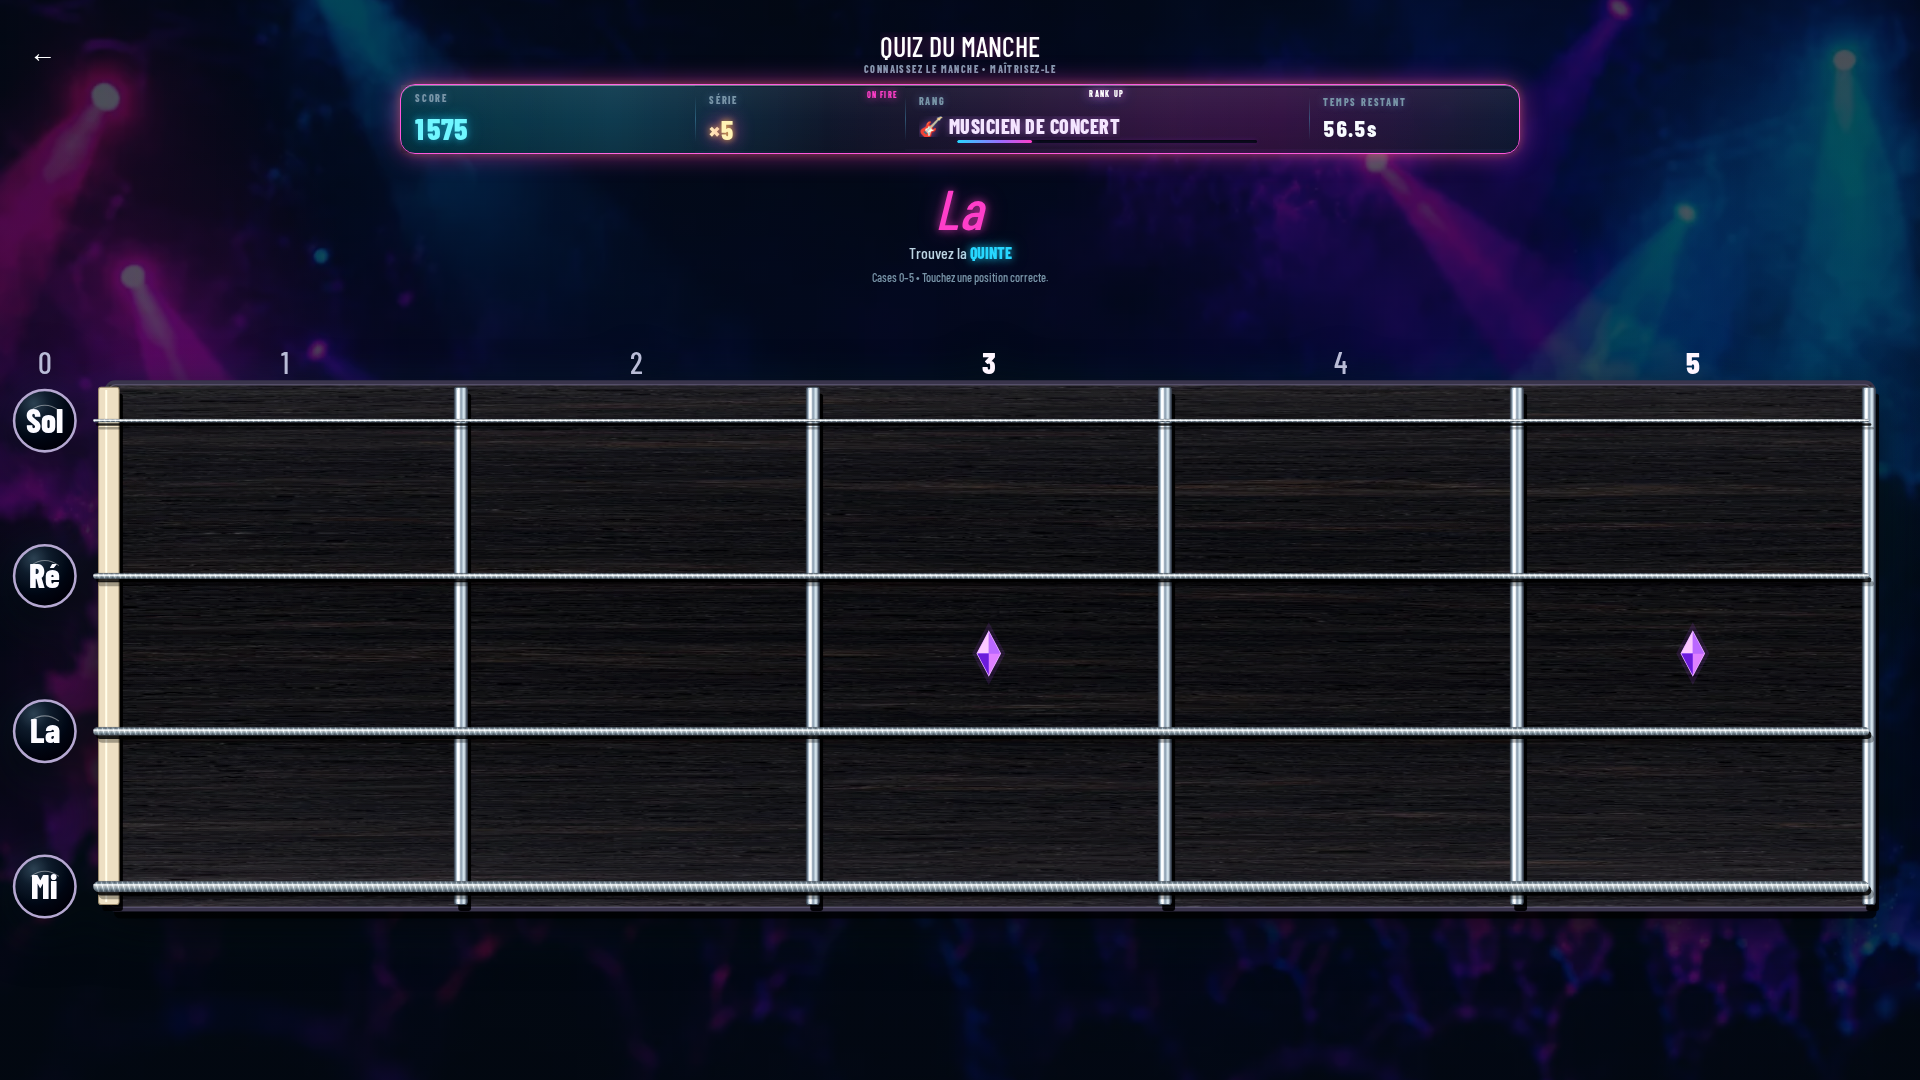 ←
QUIZ DU MANCHE
CONNAISSEZ LE MANCHE • MAÎTRISEZ-LE
SCORE
1575
SÉRIE
×5
ON FIRE
RANG
RANK UP
🎸 MUSICIEN DE CONCERT
TEMPS RESTANT
56.5s
La
Trouvez la QUINTE
Cases 0–5 • Touchez une position correcte.
0 1 2 3 4 5
Sol
Ré
La
Mi